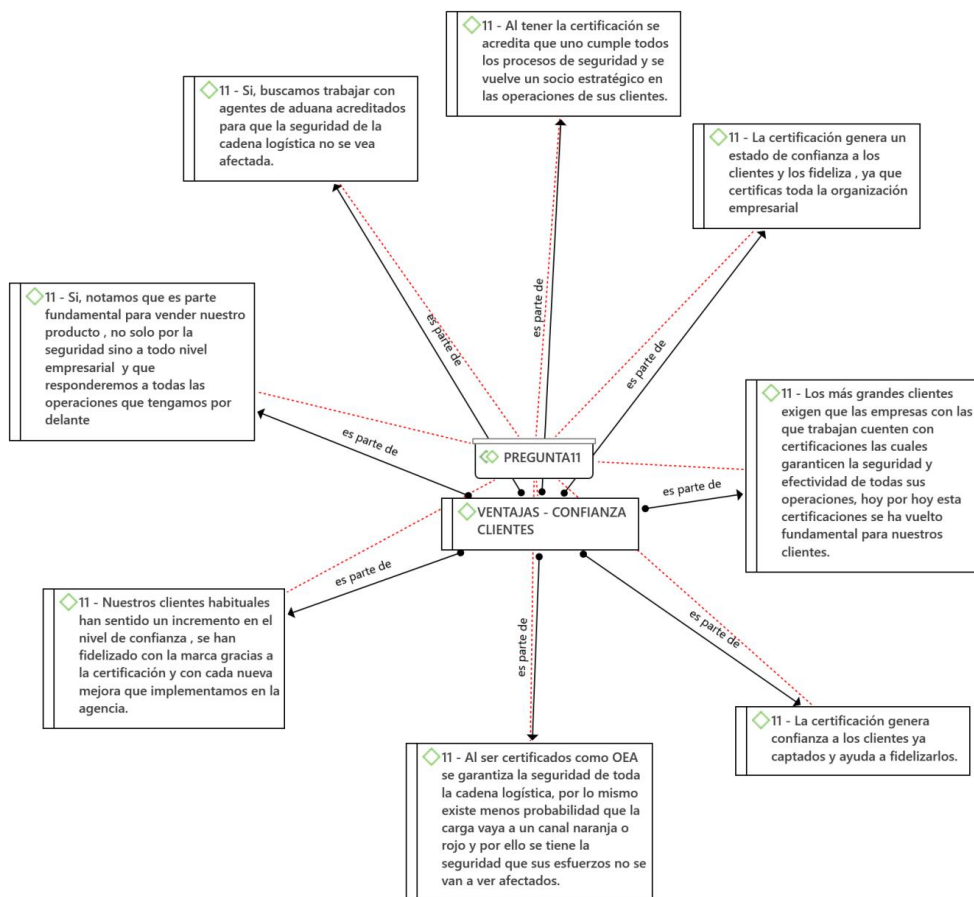 11 - Al tener la certificación se
acredita que uno cumple todos
los procesos de seguridad y se
vuelve un socio estratégico en
las operaciones de sus clientes.
11 - Si, buscamos trabajar con
agentes de aduana acreditados
para que la seguridad de la
cadena logística no se vea
afectada.
11 - La certificación genera un
estado de confianza a los
clientes y los fideliza , ya que
certificas toda la organización
empresarial
11 - Si, notamos que es parte
fundamental para vender nuestro
producto , no solo por la
seguridad sino a todo nivel
empresarial y que
responderemos a todas las
operaciones que tengamos por
delante
es parte de
es parte de
es parte de
es parte de
PREGUNTA11
VENTAJAS - CONFIANZA
CLIENTES
es parte de
11 - Los más grandes clientes
exigen que las empresas con las
que trabajan cuenten con
certificaciones las cuales
garanticen la seguridad y
efectividad de todas sus
operaciones, hoy por hoy esta
certificaciones se ha vuelto
fundamental para nuestros
clientes.
es parte de
es parte de
es parte de
11 - Nuestros clientes habituales
han sentido un incremento en el
nivel de confianza , se han
fidelizado con la marca gracias a
la certificación y con cada nueva
mejora que implementamos en la
agencia.
11 - Al ser certificados como OEA
se garantiza la seguridad de toda
la cadena logística, por lo mismo
existe menos probabilidad que la
carga vaya a un canal naranja o
rojo y por ello se tiene la
seguridad que sus esfuerzos no se
van a ver afectados.
11 - La certificación genera
confianza a los clientes ya
captados y ayuda a fidelizarlos.